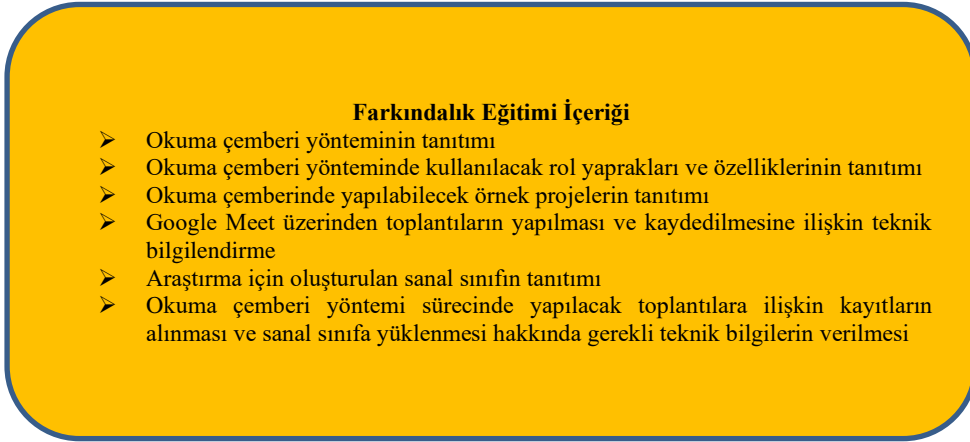 Farkındalık Eğitimi İçeriği
➢ Okuma çemberi yönteminin tanıtımı
➢ Okuma çemberi yönteminde kullanılacak rol yaprakları ve özelliklerinin tanıtımı
➢ Okuma çemberinde yapılabilecek örnek projelerin tanıtımı
➢ Google Meet üzerinden toplantıların yapılması ve kaydedilmesine ilişkin teknik
bilgilendirme
➢ Araştırma için oluşturulan sanal sınıfın tanıtımı
➢ Okuma çemberi yöntemi sürecinde yapılacak toplantılara ilişkin kayıtların
alınması ve sanal sınıfa yüklenmesi hakkında gerekli teknik bilgilerin verilmesi